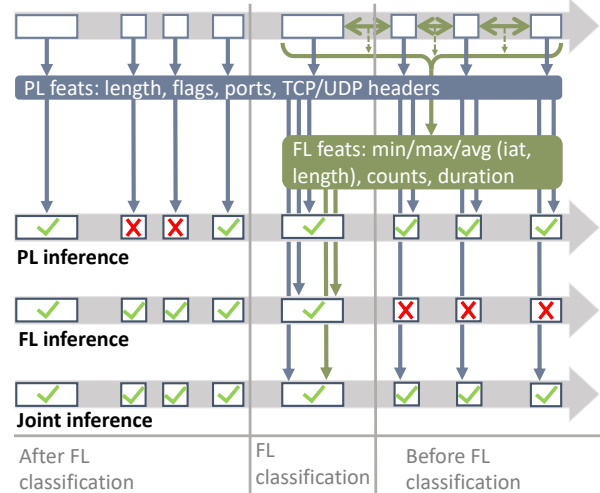 PL feats: length, flags, ports, TCP/UDP headers
FL feats: min/max/avg (iat,
length), counts, duration
PL inference
FL inference
Joint inference
After FL
classification
FL
classification
Before FL
classification